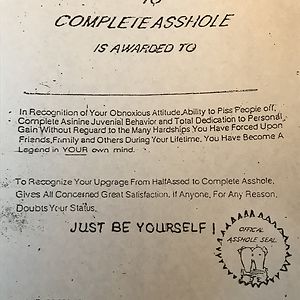 TO
COMPLETE ASSHOLE
IS AWARDED TO
In Recognition of Your Obnoxious Attitude, Ability to Piss People off,
Complete Asinine Juvenile Behavior and Total Dedication to Personal
Gain Without Reguard to the Many Hardships You Have Forced Upon
Friends, Family and Others During Your Lifetime, You Have Become A
Legend in YOUR own mind.
To Recognize Your Upgrage From HalfAssed to Complete Asshole,
Gives All Concerned Great Satisfaction. If Anyone, For Any Reason,
Doubts Your Status,
JUST BE YOURSELF!
OFFICAL
ASSHOLE SEAL